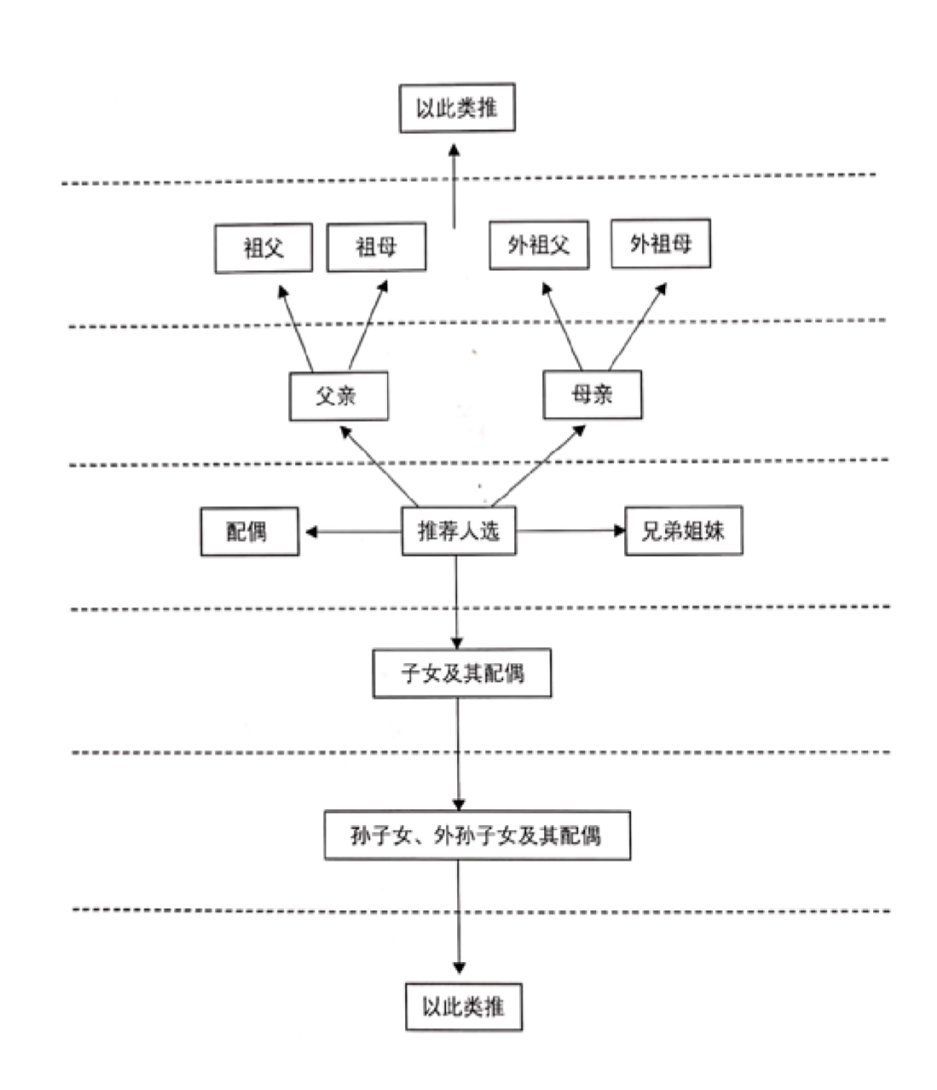 以此类推
祖父
祖母
外祖父
外祖母
父亲
母亲
配偶
推荐人选
兄弟姐妹
子女及其配偶
孙子女、外孙子女及其配偶
以此类推